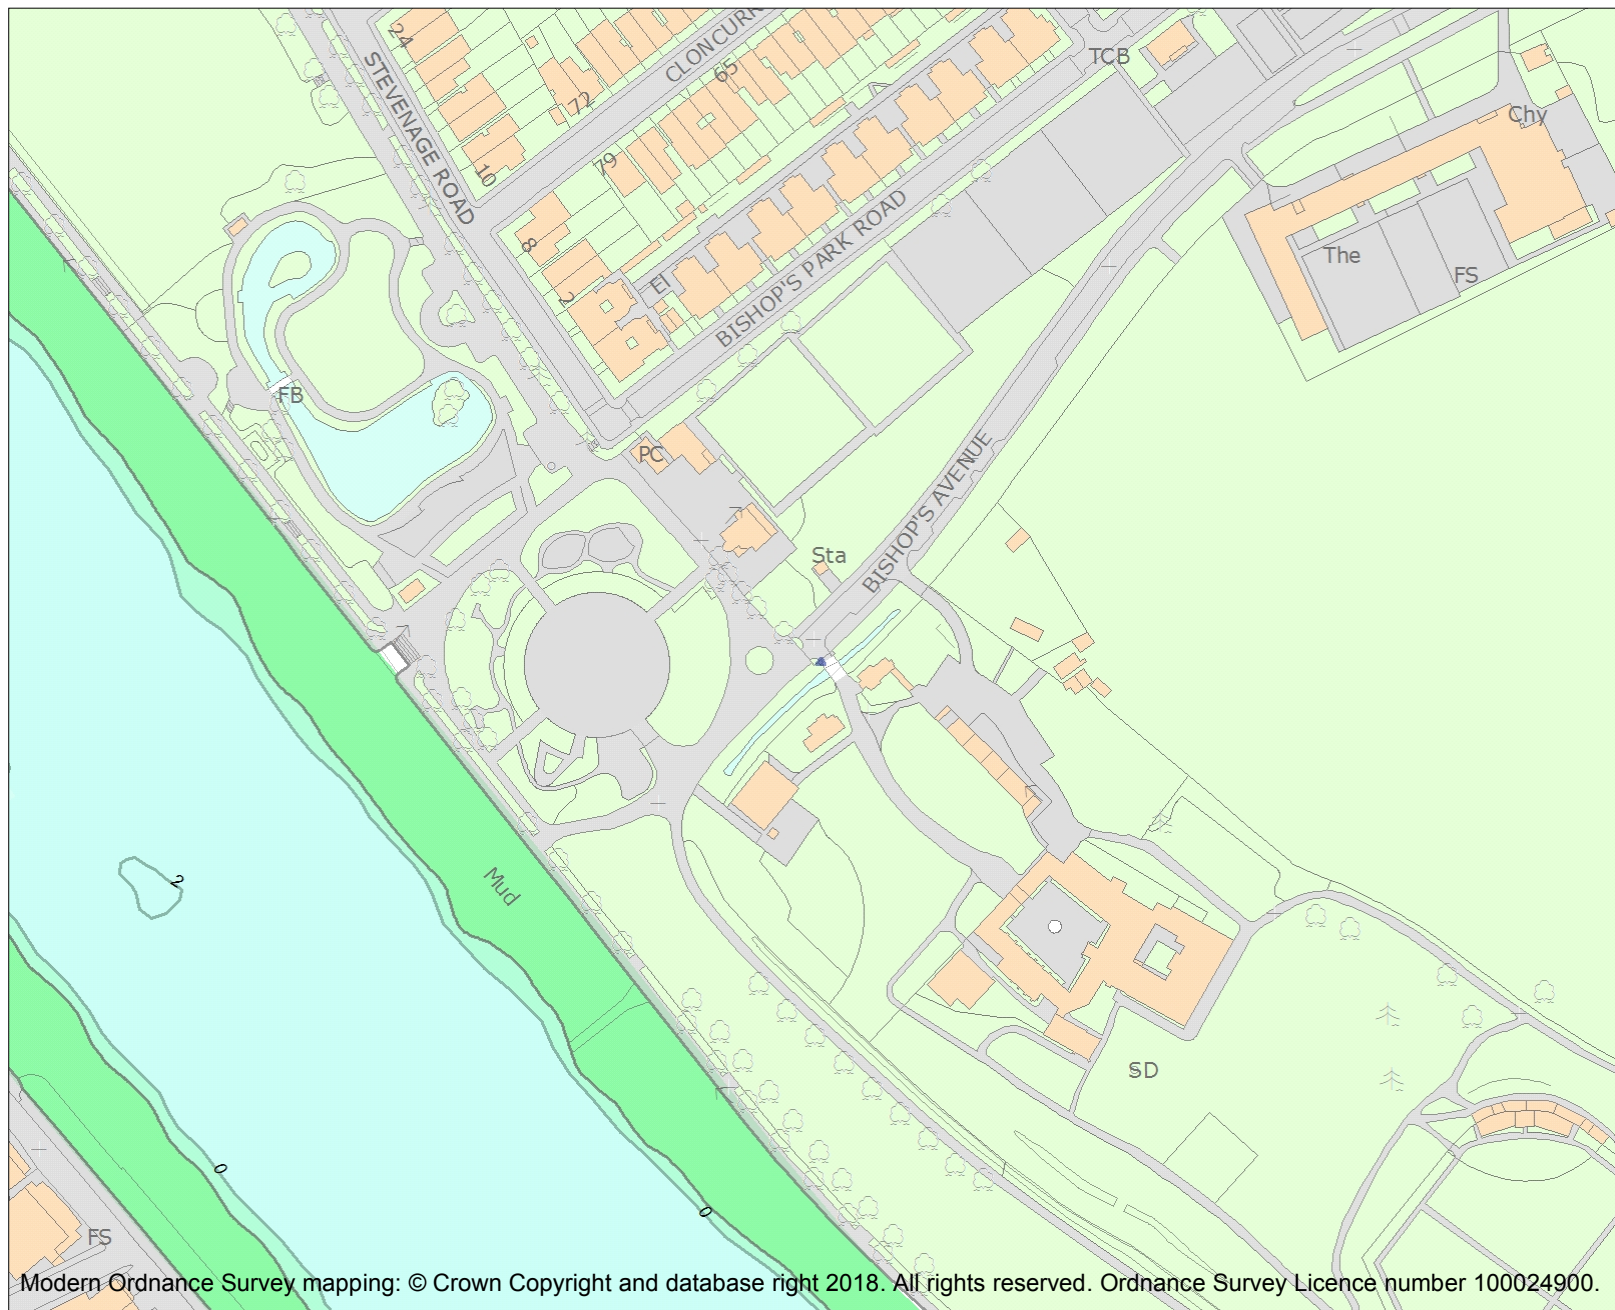 24
STEVENAGE ROAD
CLONCURR
65
72
79
10
TCB
Chy
The
FS
8
2
El
BISHOP'S PARK ROAD
FB
PC
BISHOP'S AVENUE
Sta
2
Mud
SD
0
0
FS
Modern Ordnance Survey mapping: © Crown Copyright and database right 2018. All rights reserved. Ordnance Survey Licence number 100024900.